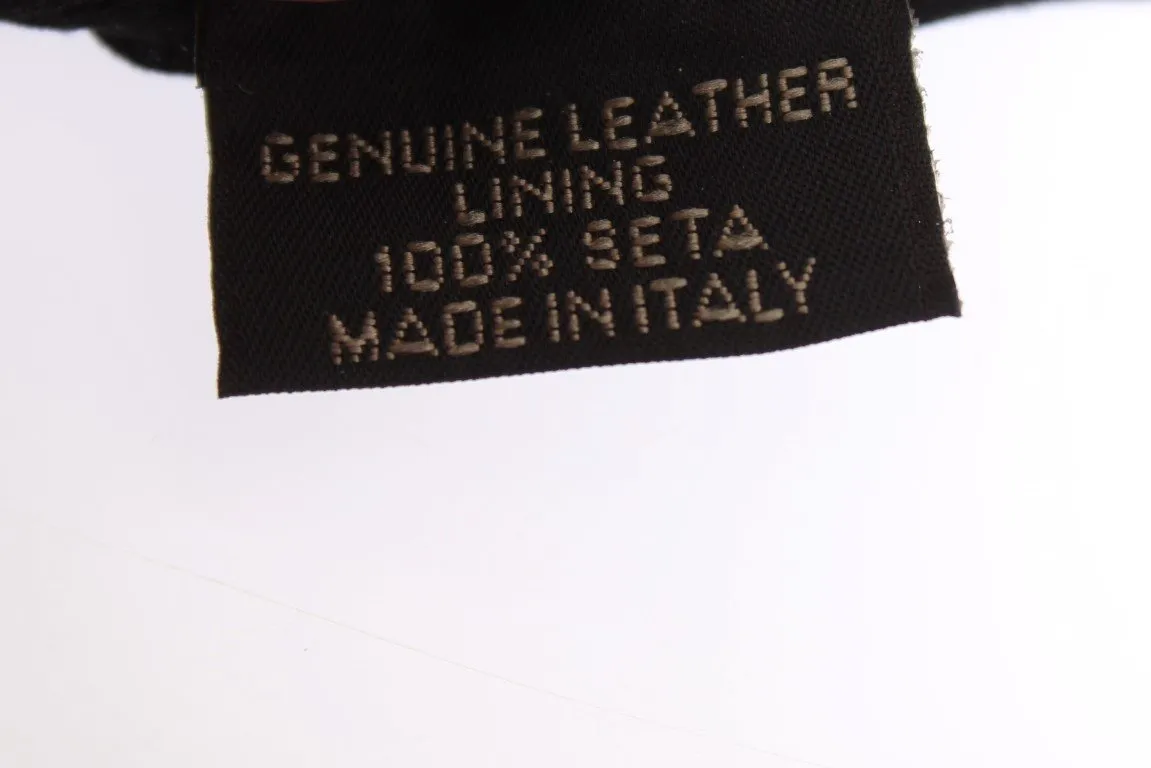 GENUINE LEATHER
LINING
100% SETA
MADE IN ITALY